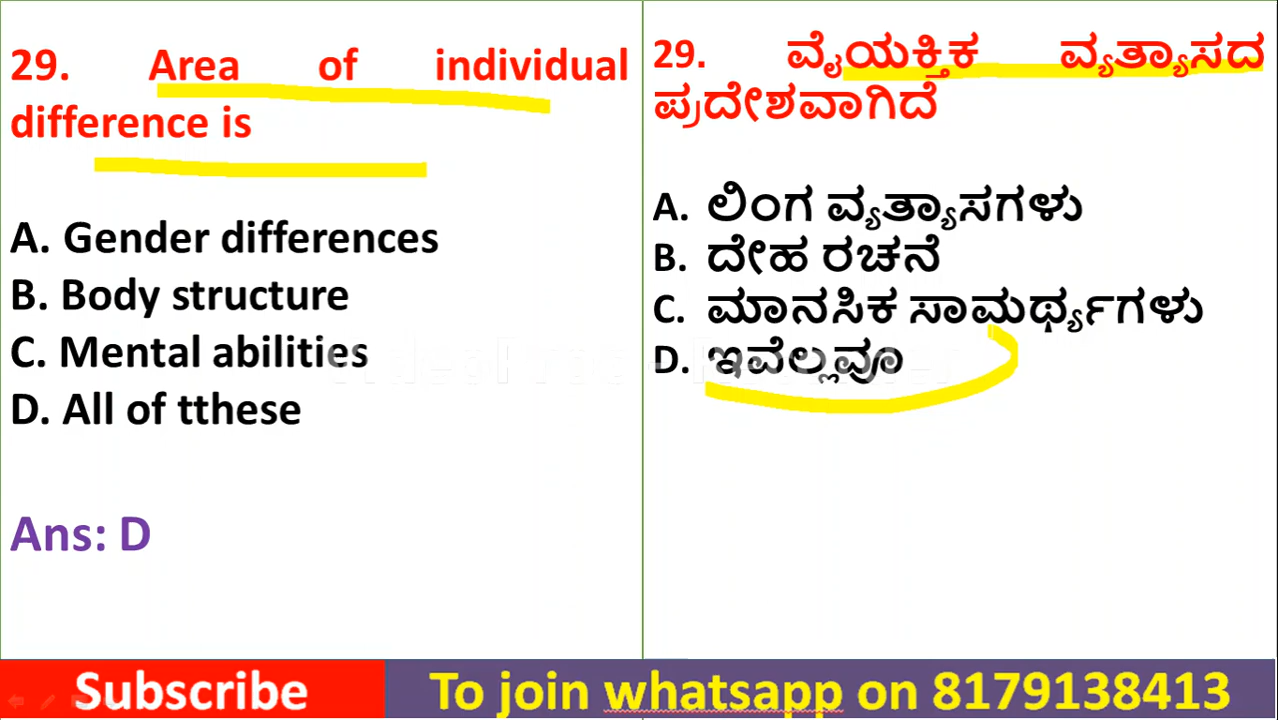 29. Area of individual
difference is
A. Gender differences
B. Body structure
C. Mental abilities
D. All of tthese
Ans: D
29. ವೈಯಕ್ತಿಕ ವ್ಯತ್ಯಾಸದ
ಪ್ರದೇಶವಾಗಿದೆ
A. ಲಿಂಗ ವ್ಯತ್ಯಾಸಗಳು
B. ದೇಹ ರಚನೆ
C. ಮಾನಸಿಕ ಸಾಮರ್ಥ್ಯಗಳು
D. ಇವೆಲ್ಲವೂ
Subscribe
To join whatsapp on 8179138413